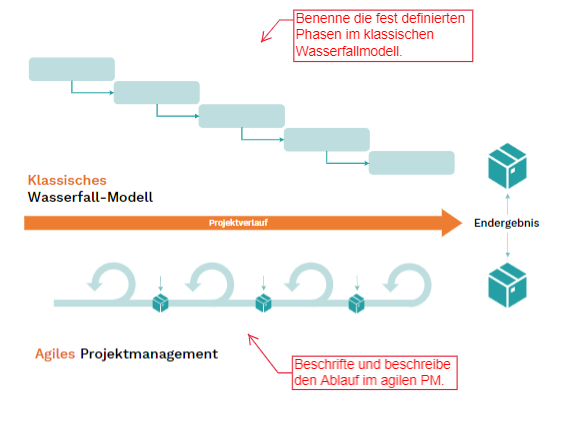 Benenne die fest definierten
Phasen im klassischen
Wasserfallmodell.
Klassisches
Wasserfall-Modell
Projektverlauf
Endergebnis
Agiles Projektmanagement
Beschrifte und beschreibe
den Ablauf im agilen PM.